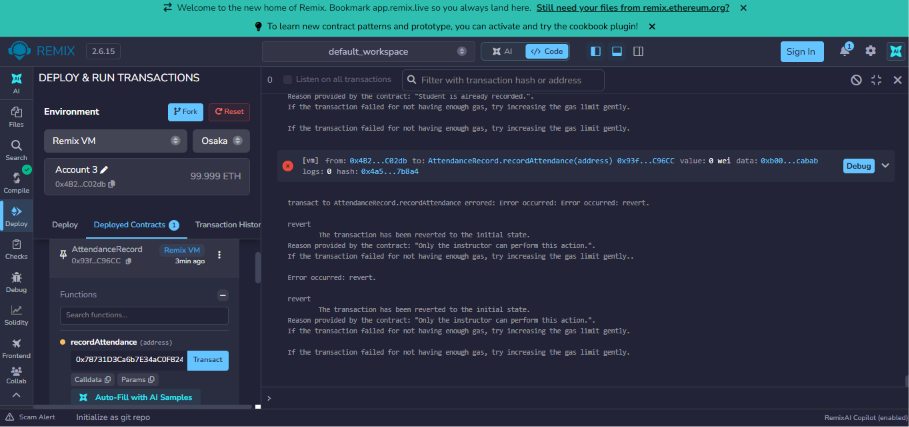 Welcome to the new home of Remix. Bookmark app.remix.live so you always land here. Still need your files from remix.ethereum.org?
To learn new contract patterns and prototype, you can activate and try the cookbook plugin!
REMIX 2.6.15 default_workspace AI </> Code Sign In 1
AI
Files
Search
Compile
Deploy
Checks
Debug
Solidity
Frontend
Collab
DEPLOY & RUN TRANSACTIONS
Environment Fork Reset
Remix VM Osaka
Account 3 99.999 ETH
0x4B2...C02db
Deploy Deployed Contracts 1 Transaction Histor
AttendanceRecord Remix VM
0x93f...C96CC 3min ago
Functions
Search functions...
recordAttendance (address)
0x78731D3Ca6b7E34aC0F824 Transact
Calldata Params
Auto-Fill with AI Samples
0 Listen on all transactions Filter with transaction hash or address
Reason provided by the contract: "Student is already recorded.".
If the transaction failed for not having enough gas, try increasing the gas limit gently.
If the transaction failed for not having enough gas, try increasing the gas limit gently.
[vm] from: 0x4B2...C02db to: AttendanceRecord.recordAttendance(address) 0x93f...C96CC value: 0 wei data: 0xb00...cabab Debug
logs: 0 hash: 0x4a5...7b8a4
transact to AttendanceRecord.recordAttendance errored: Error occurred: Error occurred: revert.
revert
The transaction has been reverted to the initial state.
Reason provided by the contract: "Only the instructor can perform this action.".
If the transaction failed for not having enough gas, try increasing the gas limit gently..
Error occurred: revert.
revert
The transaction has been reverted to the initial state.
Reason provided by the contract: "Only the instructor can perform this action.".
If the transaction failed for not having enough gas, try increasing the gas limit gently.
If the transaction failed for not having enough gas, try increasing the gas limit gently.
>
Scam Alert Initialize as git repo RemixAI Copilot (enabled)